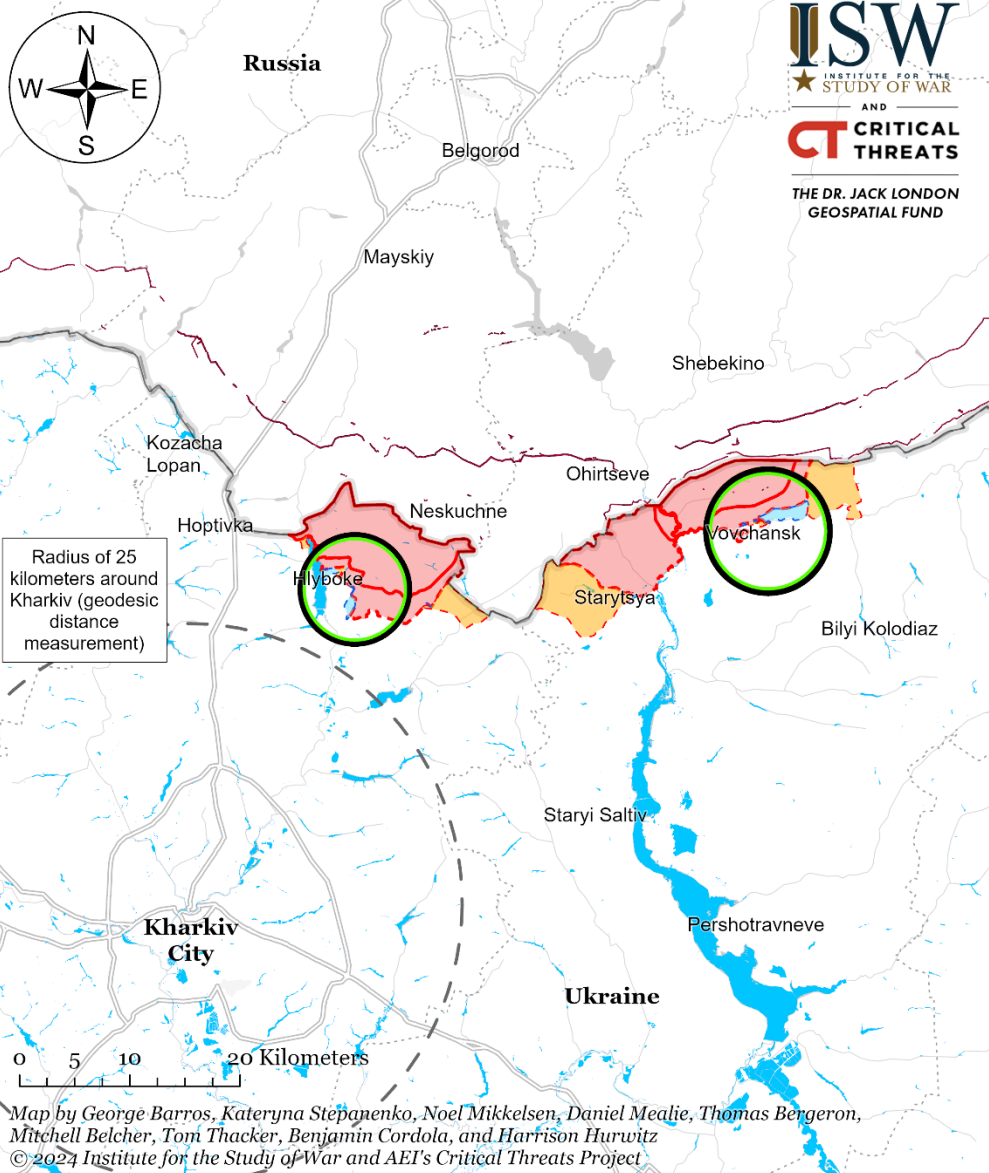 N
W
E
S
Russia
ISW
INSTITUTE FOR THE
STUDY OF WAR
AND
CT CRITICAL
THREATS
THE DR. JACK LONDON
GEOSPATIAL FUND
Belgorod
Mayskiy
Shebekino
Kozacha
Lopan
Ohirtseve
Hoptivka
Neskuchne
Vovchansk
Radius of 25
kilometers around
Kharkiv (geodesic
distance
measurement)
Hlyboke
Starytsya
Bilyi Kolodiaz
Staryi Saltiv
Pershotravneve
Kharkiv
City
Ukraine
0 5 10 20 Kilometers
Map by George Barros, Kateryna Stepanenko, Noel Mikkelsen, Daniel Mealie, Thomas Bergeron,
Mitchell Belcher, Tom Thacker, Benjamin Cordola, and Harrison Hurwitz
© 2024 Institute for the Study of War and AEI's Critical Threats Project